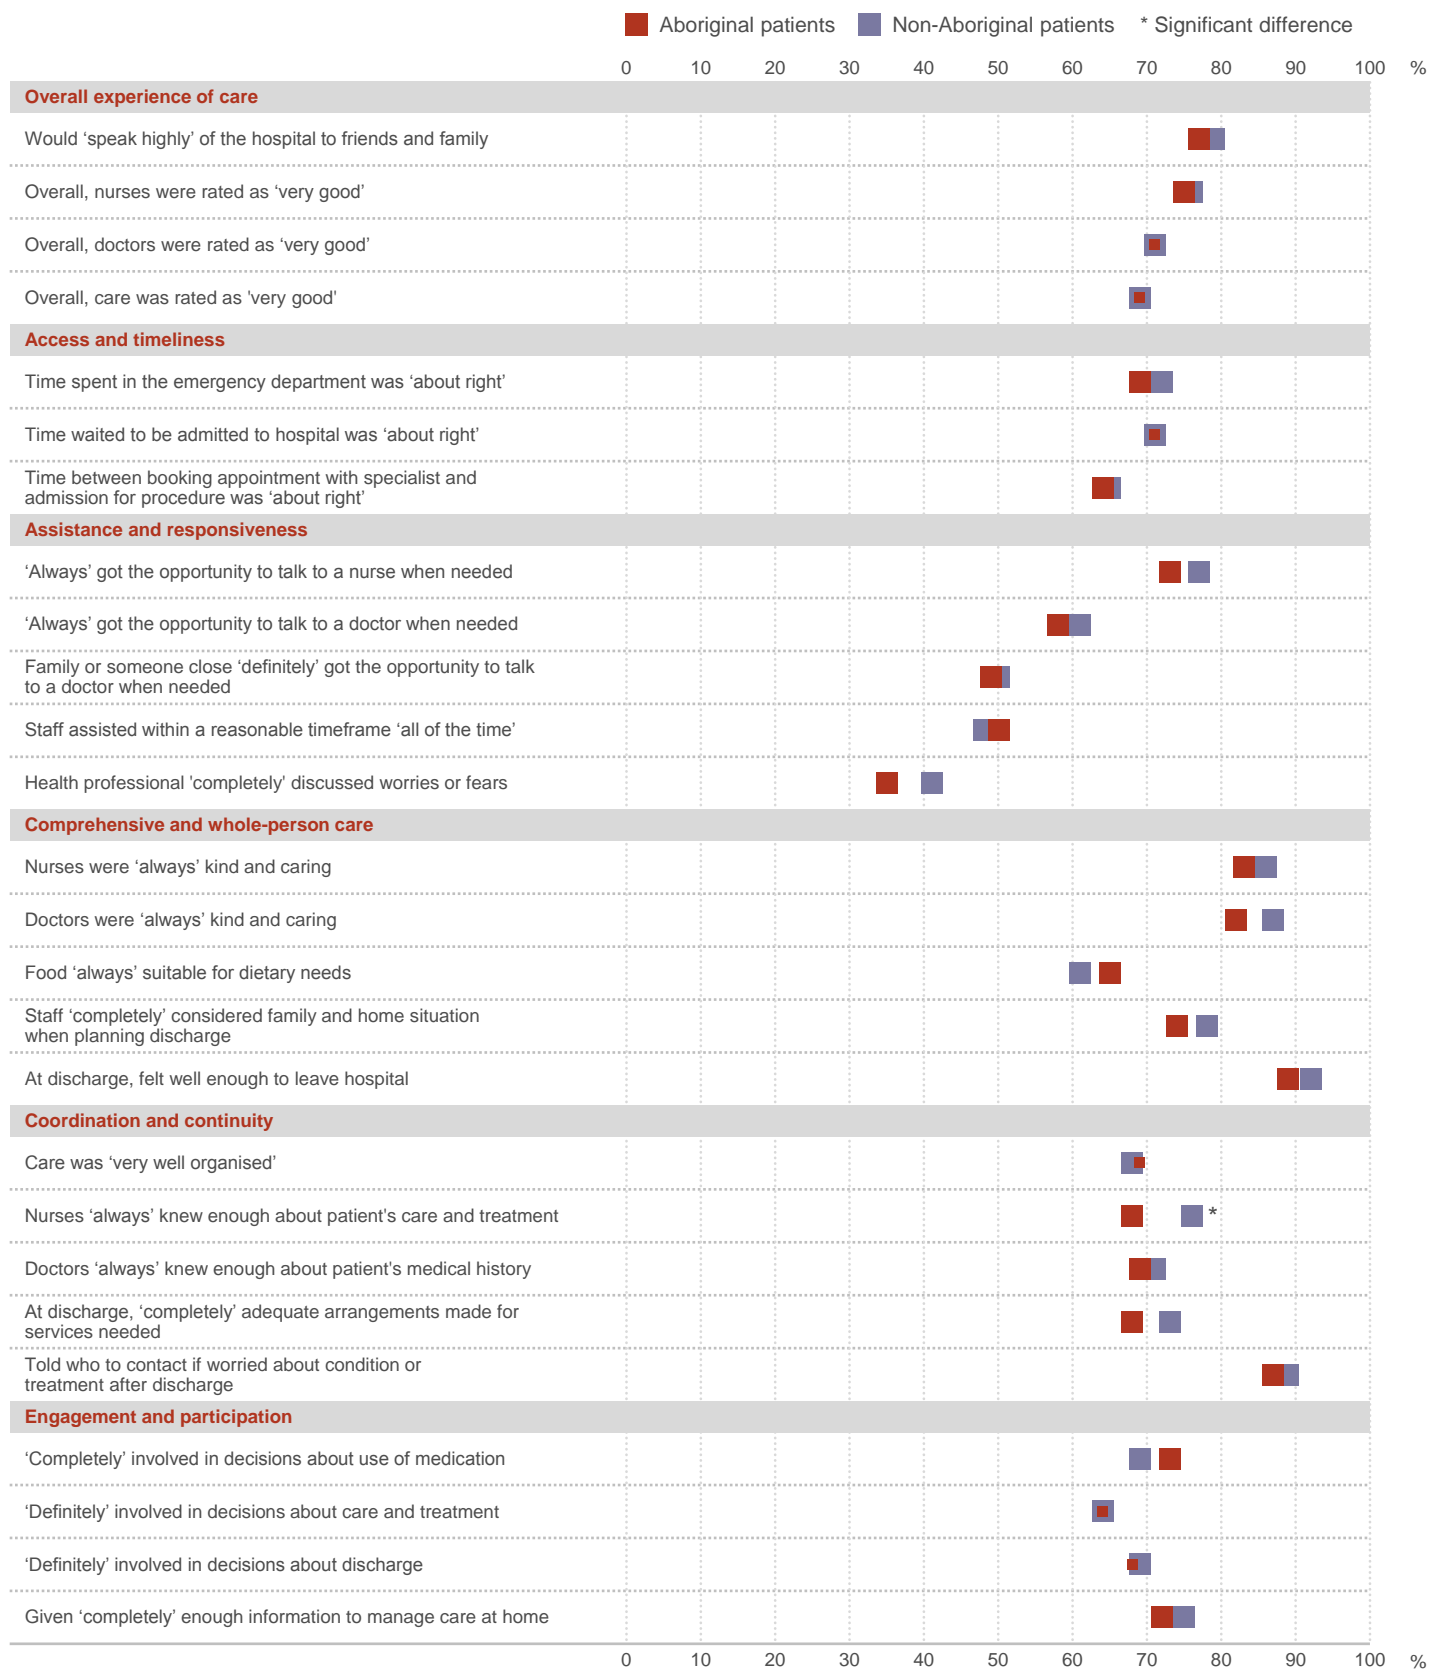 Aboriginal patients Non-Aboriginal patients * Significant difference
0 10 20 30 40 50 60 70 80 90 100 %
Overall experience of care
Would ‘speak highly’ of the hospital to friends and family
Overall, nurses were rated as ‘very good’
Overall, doctors were rated as ‘very good’
Overall, care was rated as 'very good'
Access and timeliness
Time spent in the emergency department was ‘about right’
Time waited to be admitted to hospital was ‘about right’
Time between booking appointment with specialist and
admission for procedure was ‘about right’
Assistance and responsiveness
‘Always’ got the opportunity to talk to a nurse when needed
‘Always’ got the opportunity to talk to a doctor when needed
Family or someone close ‘definitely’ got the opportunity to talk
to a doctor when needed
Staff assisted within a reasonable timeframe ‘all of the time’
Health professional 'completely' discussed worries or fears
Comprehensive and whole-person care
Nurses were ‘always’ kind and caring
Doctors were ‘always’ kind and caring
Food ‘always’ suitable for dietary needs
Staff ‘completely’ considered family and home situation
when planning discharge
At discharge, felt well enough to leave hospital
Coordination and continuity
Care was ‘very well organised’
Nurses ‘always’ knew enough about patient's care and treatment *
Doctors ‘always’ knew enough about patient's medical history
At discharge, ‘completely’ adequate arrangements made for
services needed
Told who to contact if worried about condition or
treatment after discharge
Engagement and participation
‘Completely’ involved in decisions about use of medication
‘Definitely’ involved in decisions about care and treatment
‘Definitely’ involved in decisions about discharge
Given ‘completely’ enough information to manage care at home
0 10 20 30 40 50 60 70 80 90 100 %